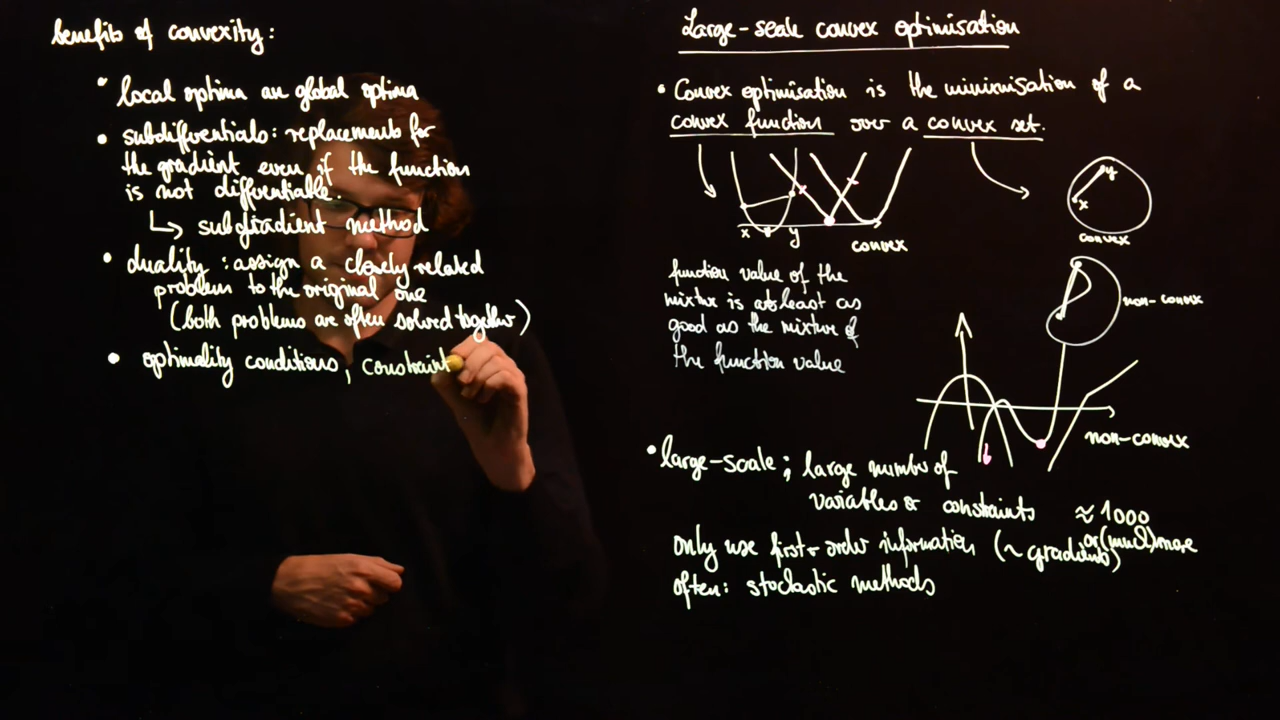 benefits of convexity:
• local optima are global optima
• subdifferentials: replacements for
the gradient even if the function
is not differentiable.
↳ subgradient method
• duality: assign a closely related
problem to the original one
(both problems are often solved together)
• optimality conditions, constraint
Large-scale convex optimisation
• Convex optimisation is the minimisation of a
convex function over a convex set.
x y convex
y
x
convex
non-convex
function value of the
mixture is at least as
good as the mixture of
the function value
non-convex
• large-scale: large number of
variables or constraints ≈1000
or (much) more
only use first-order information (~gradients)
often: stochastic methods